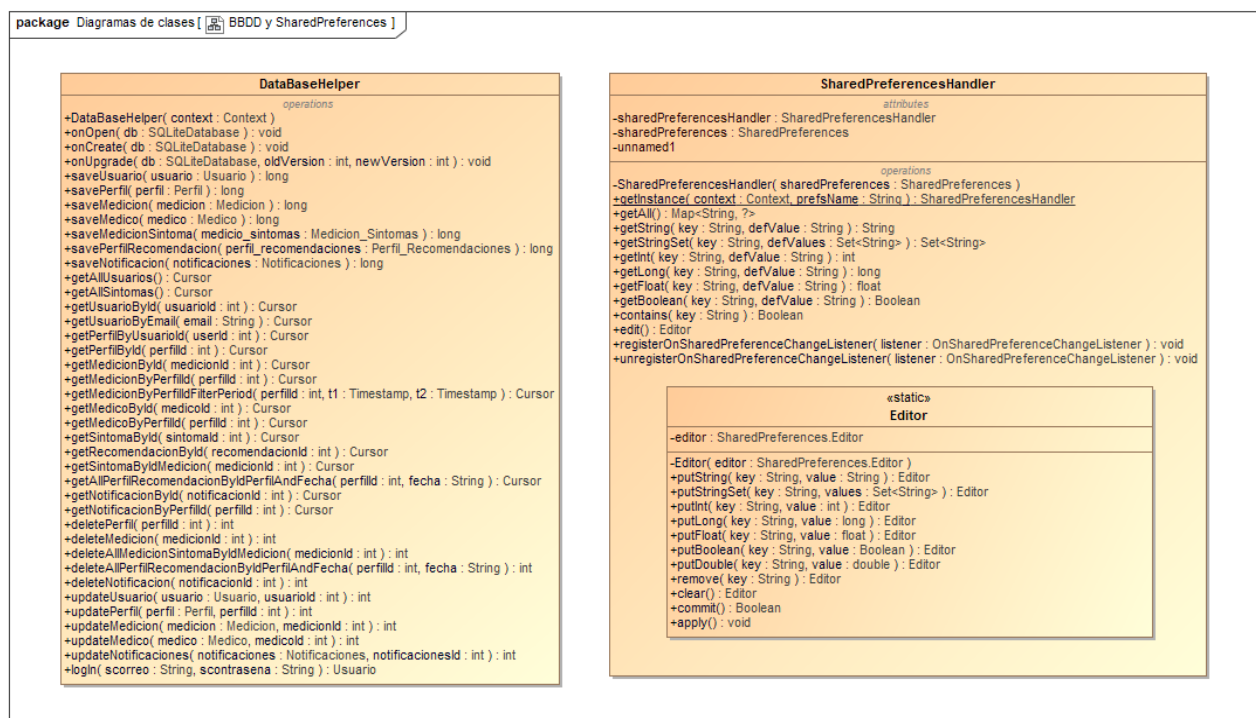 package Diagramas de clases [ BBDD y SharedPreferences ]
DataBaseHelper
operations
+DataBaseHelper( context : Context )
+onOpen( db : SQLiteDatabase ) : void
+onCreate( db : SQLiteDatabase ) : void
+onUpgrade( db : SQLiteDatabase, oldVersion : int, newVersion : int ) : void
+saveUsuario( usuario : Usuario ) : long
+savePerfil( perfil : Perfil ) : long
+saveMedicion( medicion : Medicion ) : long
+saveMedico( medico : Medico ) : long
+saveMedicionSintoma( medicio_sintomas : Medicion_Sintomas ) : long
+savePerfilRecomendacion( perfil_recomendaciones : Perfil_Recomendaciones ) : long
+saveNotificacion( notificaciones : Notificaciones ) : long
+getAllUsuarios() : Cursor
+getAllSintomas() : Cursor
+getUsuarioById( usuarioId : int ) : Cursor
+getUsuarioByEmail( email : String ) : Cursor
+getPerfilByUsuarioId( userId : int ) : Cursor
+getPerfilById( perfilId : int ) : Cursor
+getMedicionById( medicionId : int ) : Cursor
+getMedicionByPerfilId( perfilId : int ) : Cursor
+getMedicionByPerfilIdFilterPeriod( perfilId : int, t1 : Timestamp, t2 : Timestamp ) : Cursor
+getMedicoById( medicoId : int ) : Cursor
+getMedicoByPerfilId( perfilId : int ) : Cursor
+getSintomaById( sintomaId : int ) : Cursor
+getRecomendacionById( recomendacionId : int ) : Cursor
+getSintomaByIdMedicion( medicionId : int ) : Cursor
+getAllPerfilRecomendacionByIdPerfilAndFecha( perfilId : int, fecha : String ) : Cursor
+getNotificacionById( notificacionId : int ) : Cursor
+getNotificacionByPerfilId( perfilId : int ) : Cursor
+deletePerfil( perfilId : int ) : int
+deleteMedicion( medicionId : int ) : int
+deleteAllMedicionSintomaByIdMedicion( medicionId : int ) : int
+deleteAllPerfilRecomendacionByIdPerfilAndFecha( perfilId : int, fecha : String ) : int
+deleteNotificacion( notificacionId : int ) : int
+updateUsuario( usuario : Usuario, usuarioId : int ) : int
+updatePerfil( perfil : Perfil, perfilId : int ) : int
+updateMedicion( medicion : Medicion, medicionId : int ) : int
+updateMedico( medico : Medico, medicoId : int ) : int
+updateNotificaciones( notificaciones : Notificaciones, notificacionesId : int ) : int
+logIn( scorreo : String, scontrasena : String ) : Usuario
SharedPreferencesHandler
attributes
-sharedPreferencesHandler : SharedPreferencesHandler
-sharedPreferences : SharedPreferences
-unnamed1
operations
-SharedPreferencesHandler( sharedPreferences : SharedPreferences )
+getInstance( context : Context, prefsName : String ) : SharedPreferencesHandler
+getAll() : Map<String, ?>
+getString( key : String, defValue : String ) : String
+getStringSet( key : String, defValues : Set<String> ) : Set<String>
+getInt( key : String, defValue : String ) : int
+getLong( key : String, defValue : String ) : long
+getFloat( key : String, defValue : String ) : float
+getBoolean( key : String, defValue : String ) : Boolean
+contains( key : String ) : Boolean
+edit() : Editor
+registerOnSharedPreferenceChangeListener( listener : OnSharedPreferenceChangeListener ) : void
+unregisterOnSharedPreferenceChangeListener( listener : OnSharedPreferenceChangeListener ) : void
«static»
Editor
-editor : SharedPreferences.Editor
-Editor( editor : SharedPreferences.Editor )
+putString( key : String, value : String ) : Editor
+putStringSet( key : String, values : Set<String> ) : Editor
+putInt( key : String, value : int ) : Editor
+putLong( key : String, value : long ) : Editor
+putFloat( key : String, value : float ) : Editor
+putBoolean( key : String, value : Boolean ) : Editor
+putDouble( key : String, value : double ) : Editor
+remove( key : String ) : Editor
+clear() : Editor
+commit() : Boolean
+apply() : void